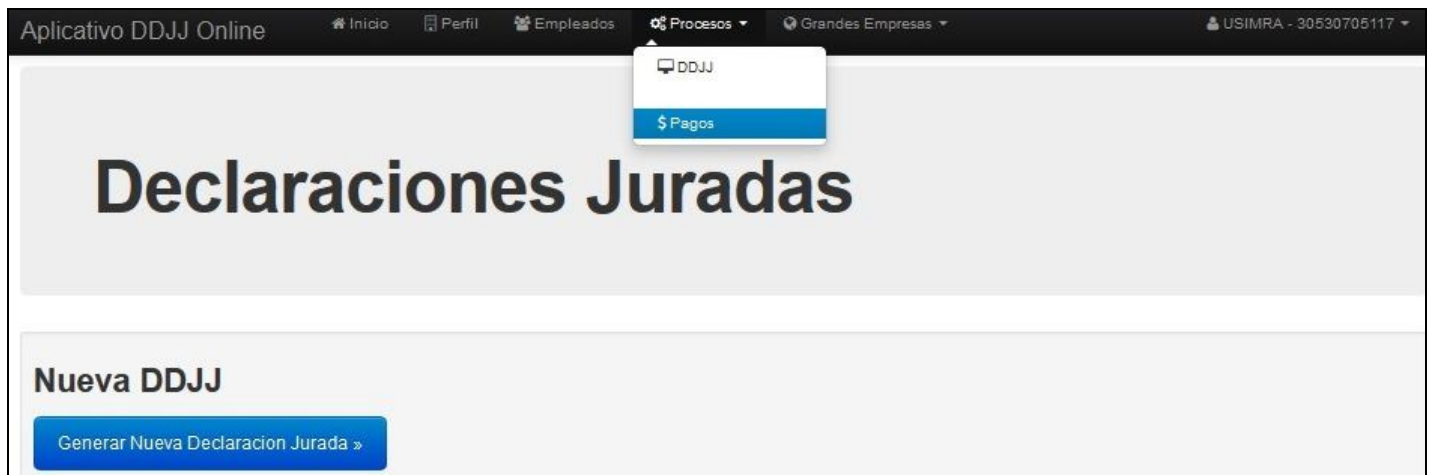 Aplicativo DDJJ Online Inicio Perfil Empleados Procesos Grandes Empresas USIMRA - 30530705117
DDJJ
$ Pagos
Declaraciones Juradas
Nueva DDJJ
Generar Nueva Declaracion Jurada »